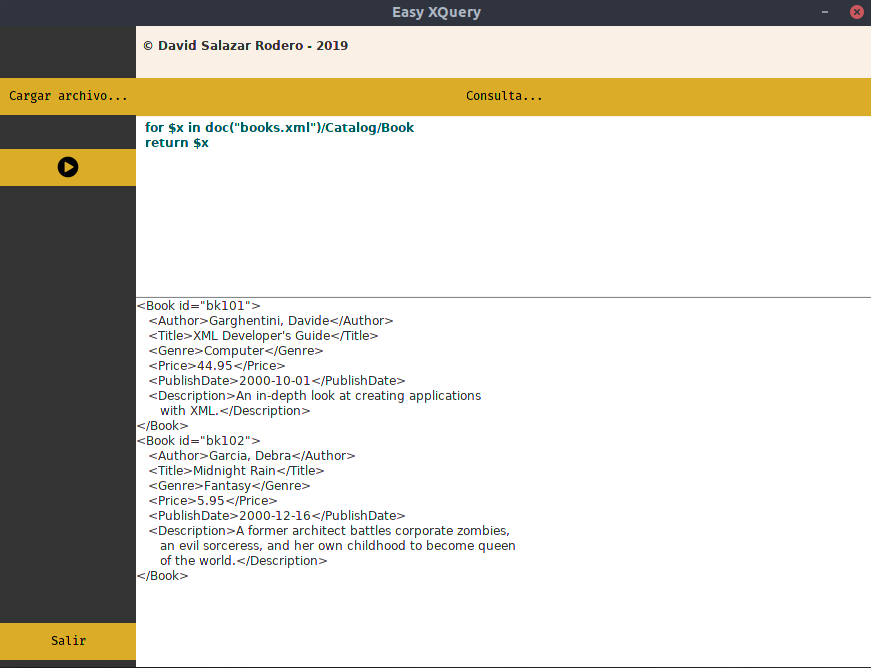 Easy XQuery
© David Salazar Rodero - 2019
Cargar archivo...
Consulta...
for $x in doc("books.xml")/Catalog/Book
return $x
<Book id="bk101">
<Author>Garghentini, Davide</Author>
<Title>XML Developer's Guide</Title>
<Genre>Computer</Genre>
<Price>44.95</Price>
<PublishDate>2000-10-01</PublishDate>
<Description>An in-depth look at creating applications
with XML.</Description>
</Book>
<Book id="bk102">
<Author>Garcia, Debra</Author>
<Title>Midnight Rain</Title>
<Genre>Fantasy</Genre>
<Price>5.95</Price>
<PublishDate>2000-12-16</PublishDate>
<Description>A former architect battles corporate zombies,
an evil sorceress, and her own childhood to become queen
of the world.</Description>
</Book>
Salir